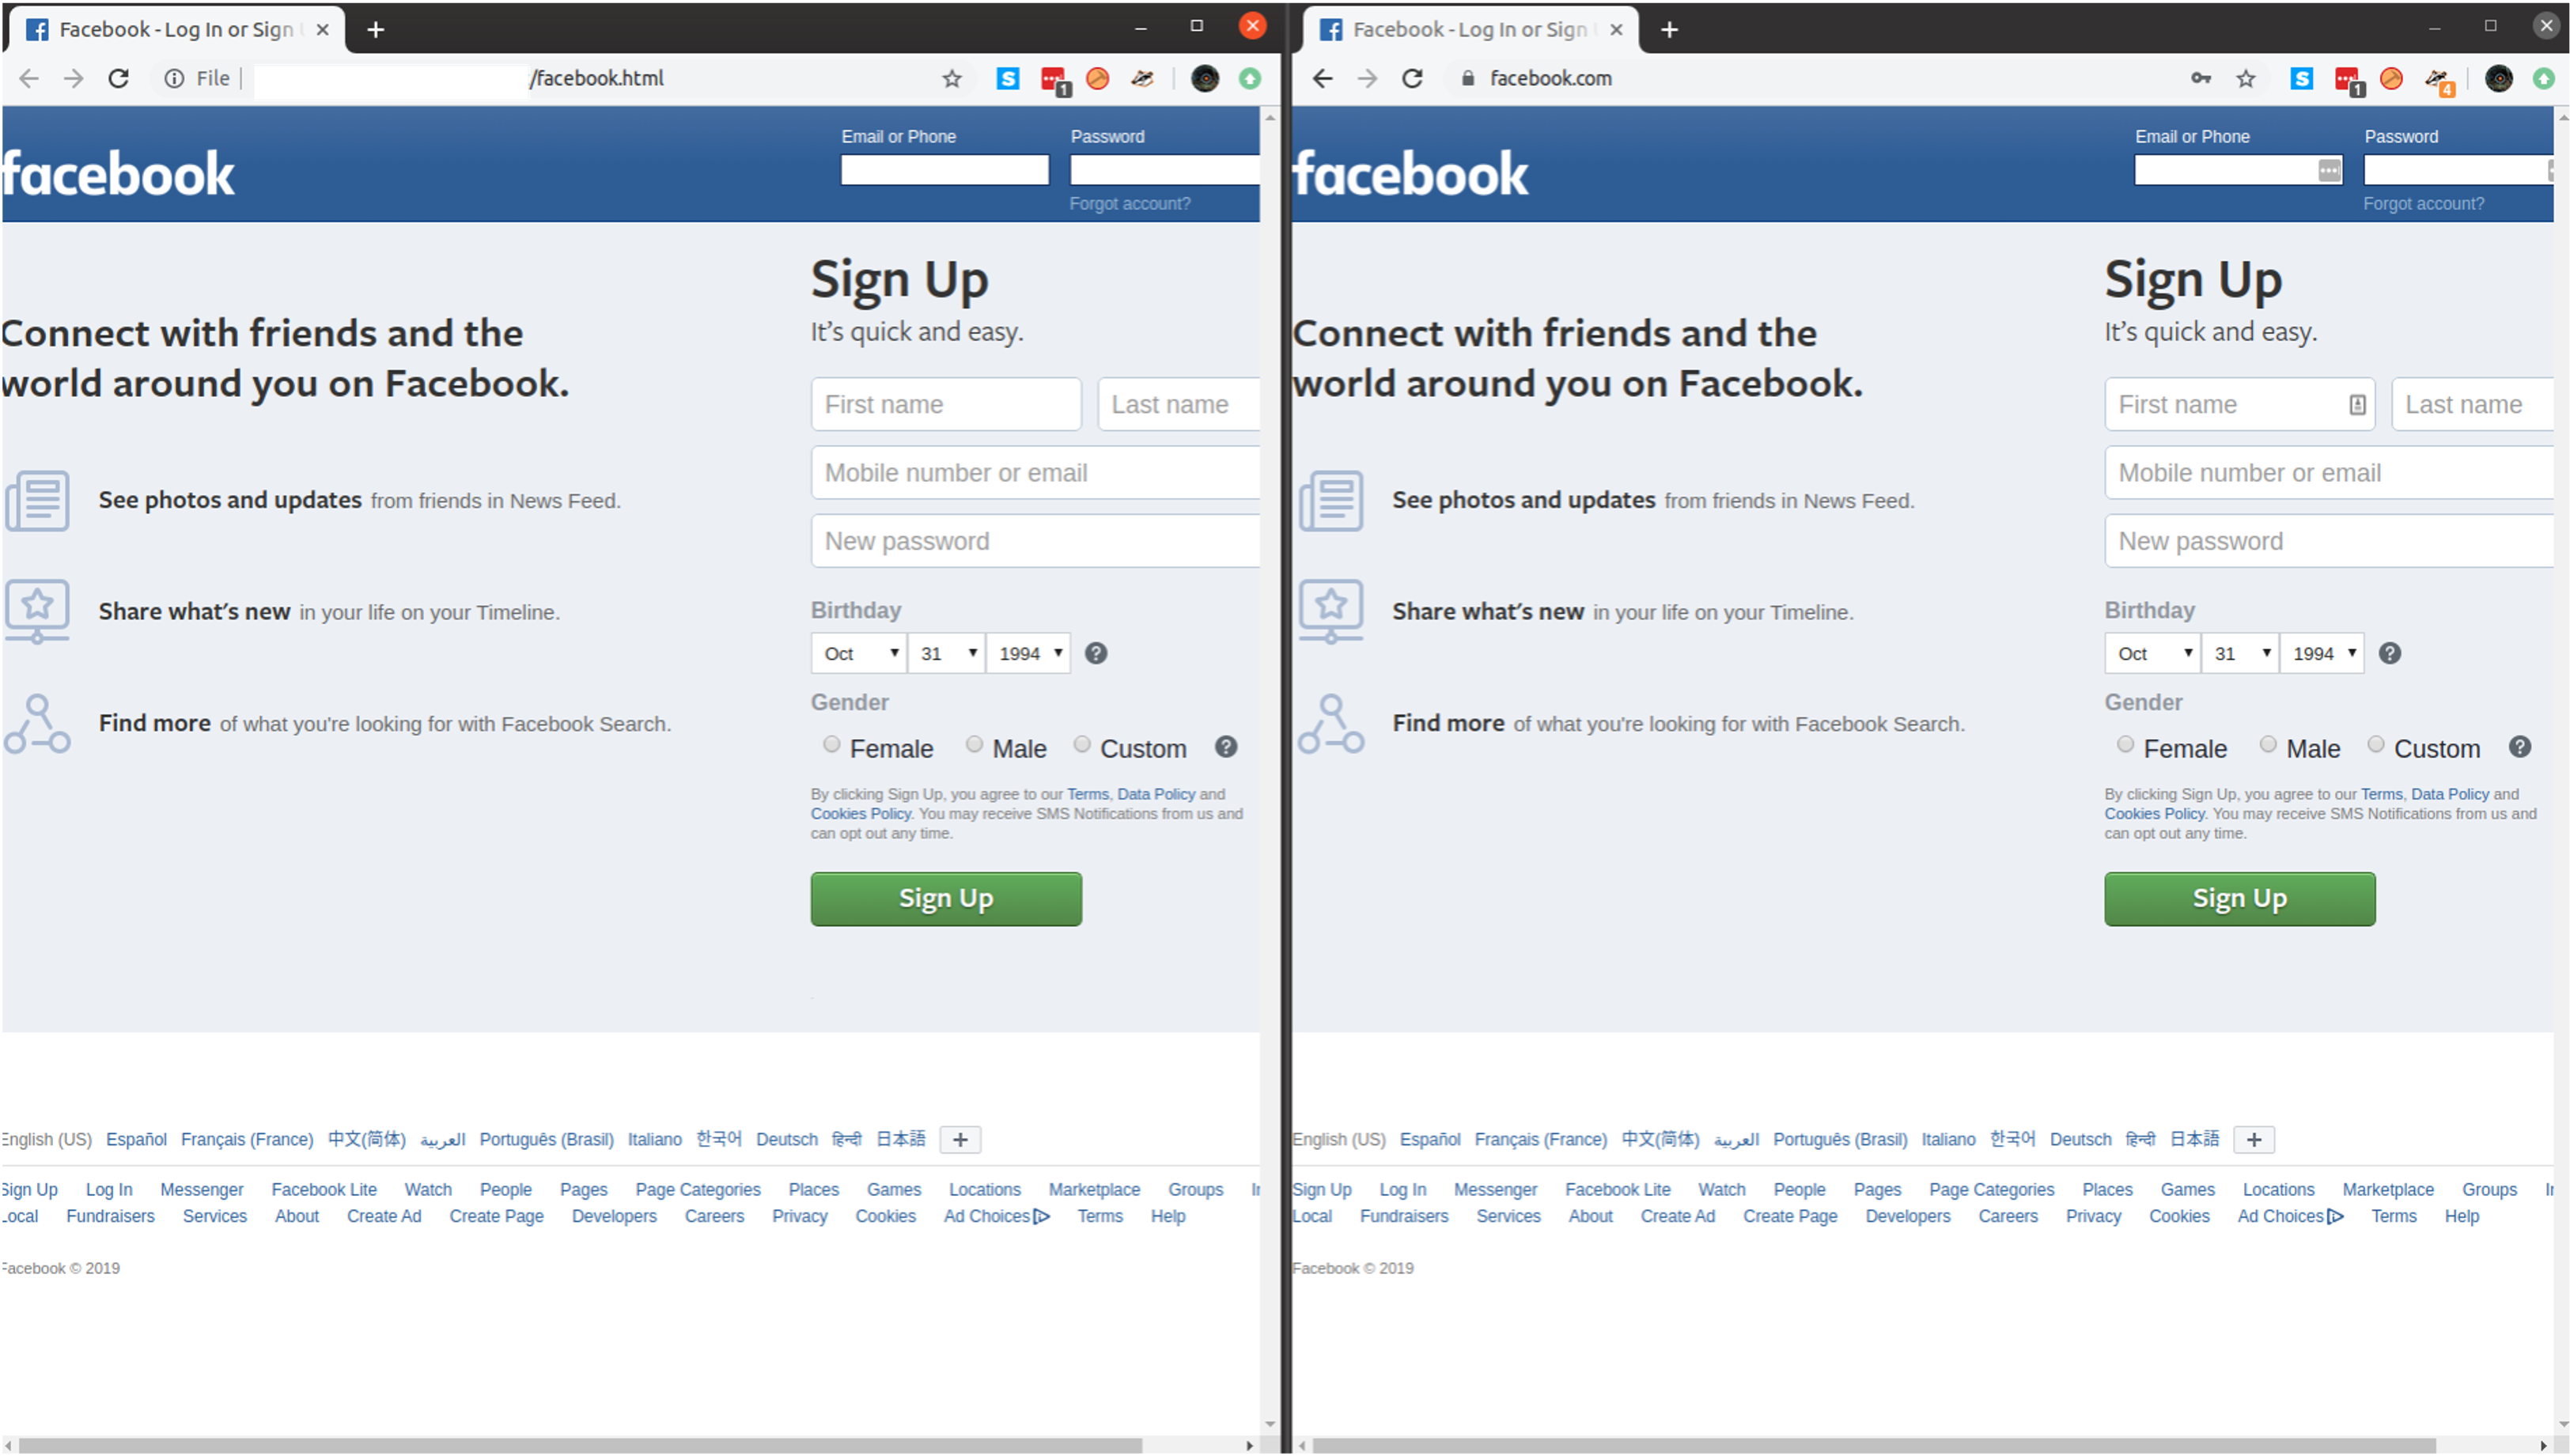 Facebook - Log In or Sign
File
/facebook.html
1
facebook
Email or Phone
Password
Forgot account?
Connect with friends and the
world around you on Facebook.
See photos and updates from friends in News Feed.
Share what's new in your life on your Timeline.
Find more of what you're looking for with Facebook Search.
Sign Up
It's quick and easy.
First name
Last name
Mobile number or email
New password
Birthday
Oct 31 1994
Gender
Female Male Custom
By clicking Sign Up, you agree to our Terms, Data Policy and
Cookies Policy. You may receive SMS Notifications from us and
can opt out any time.
Sign Up
English (US) Español Français (France) 中文(简体) العربية Português (Brasil) Italiano 한국어 Deutsch हिन्दी 日本語
Sign Up Log In Messenger Facebook Lite Watch People Pages Page Categories Places Games Locations Marketplace Groups
Local Fundraisers Services About Create Ad Create Page Developers Careers Privacy Cookies Ad Choices Terms Help
Facebook © 2019
Facebook - Log In or Sign
facebook.com
1
4
facebook
Email or Phone
Password
Forgot account?
Connect with friends and the
world around you on Facebook.
See photos and updates from friends in News Feed.
Share what's new in your life on your Timeline.
Find more of what you're looking for with Facebook Search.
Sign Up
It's quick and easy.
First name
Last name
Mobile number or email
New password
Birthday
Oct 31 1994
Gender
Female Male Custom
By clicking Sign Up, you agree to our Terms, Data Policy and
Cookies Policy. You may receive SMS Notifications from us and
can opt out any time.
Sign Up
English (US) Español Français (France) 中文(简体) العربية Português (Brasil) Italiano 한국어 Deutsch हिन्दी 日本語
Sign Up Log In Messenger Facebook Lite Watch People Pages Page Categories Places Games Locations Marketplace Groups
Local Fundraisers Services About Create Ad Create Page Developers Careers Privacy Cookies Ad Choices Terms Help
Facebook © 2019